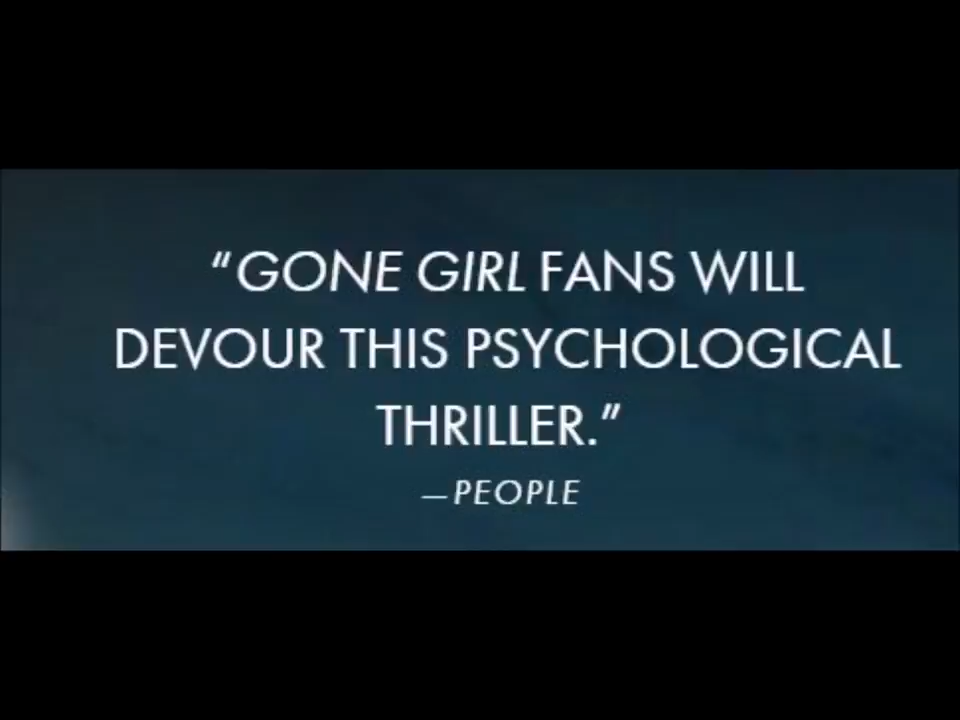 "GONE GIRL FANS WILL
DEVOUR THIS PSYCHOLOGICAL
THRILLER."
—PEOPLE